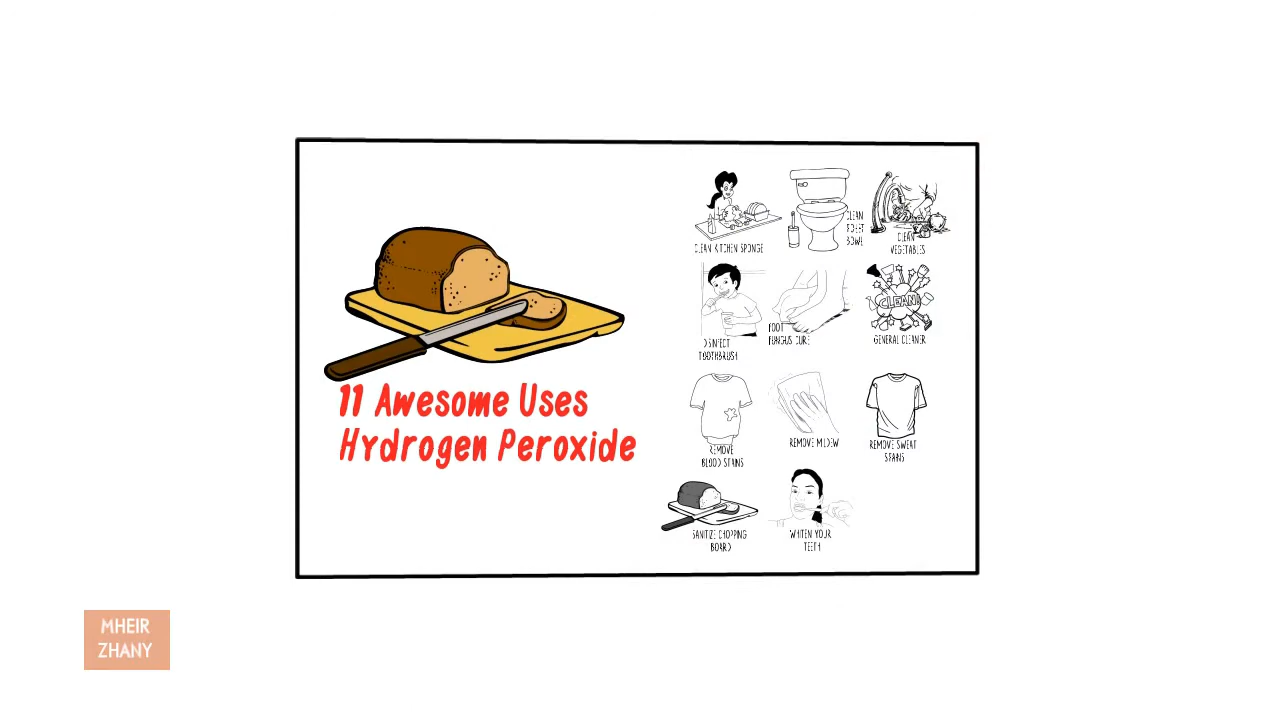 11 Awesome Uses
Hydrogen Peroxide
CLEAN KITCHEN SPONGE
CLEAN
TOILET
BOWL
CLEAN
VEGETABLES
DISINFECT
TOOTHBRUSH
FOOT
FUNGUS CURE
CLEAN!
GENERAL CLEANER
REMOVE
BLOOD STAINS
REMOVE MILDEW
REMOVE SWEAT
STAINS
SANITIZE CHOPPING
BOARD
WHITEN YOUR
TEETH
MHEIR
ZHANY